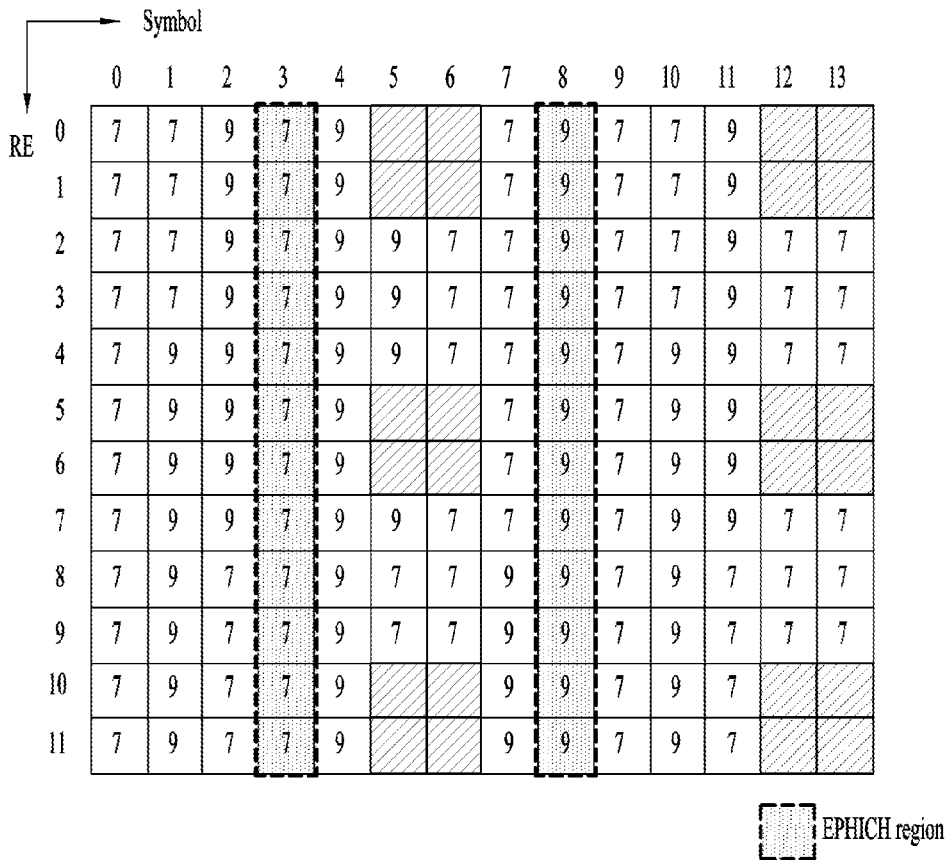 Symbol
0 1 2 3 4 5 6 7 8 9 10 11 12 13
RE
0 7 7 9 7 9 7 9 7 7 9
1 7 7 9 7 9 7 9 7 7 9
2 7 7 9 7 9 9 7 7 9 7 7 9 7 7
3 7 7 9 7 9 9 7 7 9 7 7 9 7 7
4 7 9 9 7 9 9 7 7 9 7 9 9 7 7
5 7 9 9 7 9 7 9 7 9 9
6 7 9 9 7 9 7 9 7 9 9
7 7 9 9 7 9 9 7 7 9 7 9 9 7 7
8 7 9 7 7 9 7 7 9 9 7 9 7 7 7
9 7 9 7 7 9 7 7 9 9 7 9 7 7 7
10 7 9 7 7 9 9 9 7 9 7
11 7 9 7 7 9 9 9 7 9 7
EPHICH region